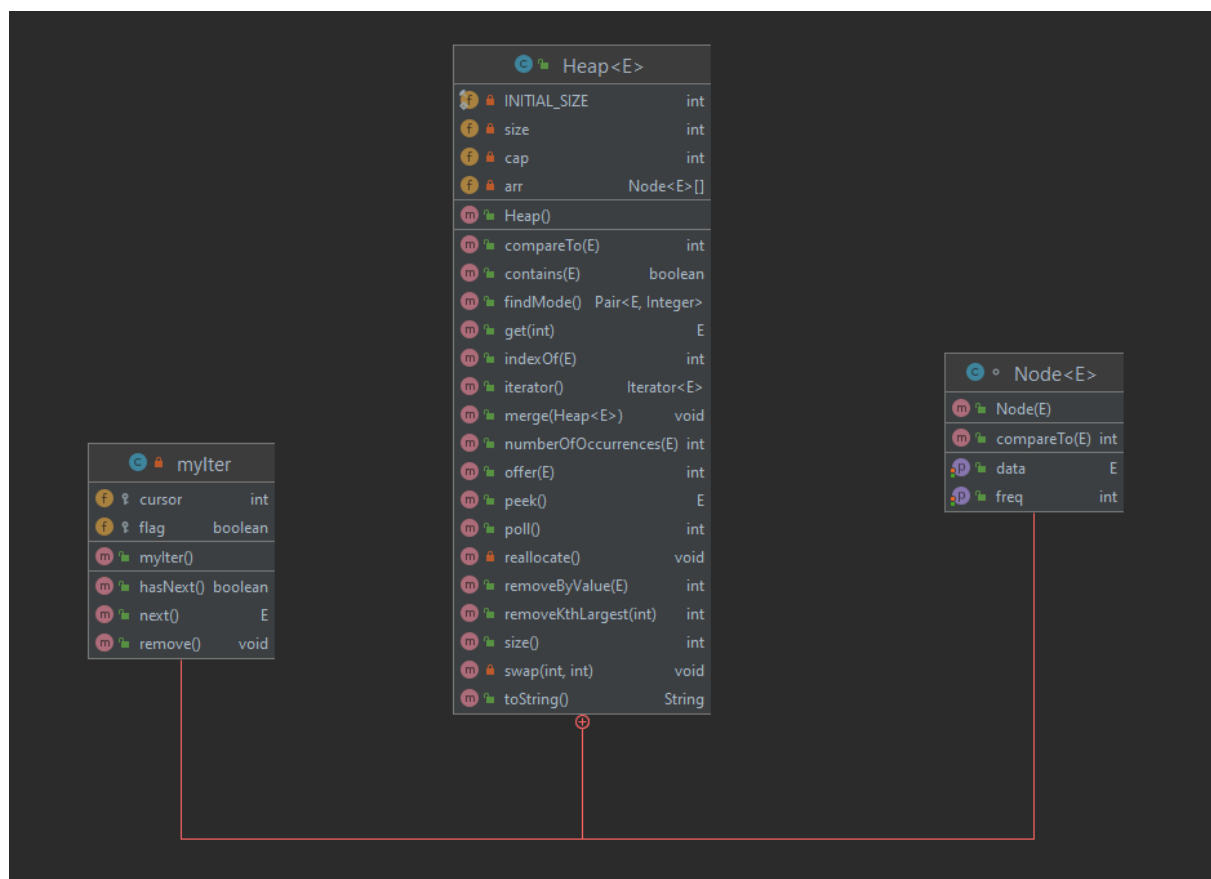 Heap<E>
INITIAL_SIZE int
size int
cap int
arr Node<E>[]
Heap()
compareTo(E) int
contains(E) boolean
findMode() Pair<E, Integer>
get(int) E
indexOf(E) int
iterator() Iterator<E>
merge(Heap<E>) void
numberOfOccurrences(E) int
offer(E) int
peek() E
poll() int
reallocate() void
removeByValue(E) int
removeKthLargest(int) int
size() int
swap(int, int) void
toString() String
myIter
cursor int
flag boolean
myIter()
hasNext() boolean
next() E
remove() void
Node<E>
Node(E)
compareTo(E) int
data E
freq int